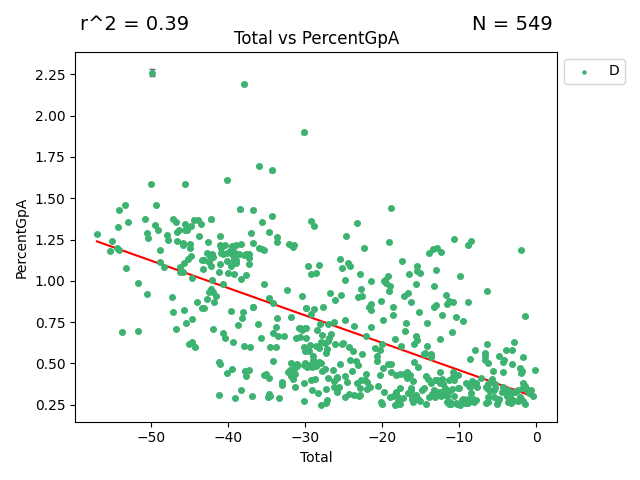 r^2 = 0.39
N = 549
Total vs PercentGpA
D
2.25
2.00
1.75
1.50
1.25
1.00
0.75
0.50
0.25
PercentGpA
−50
−40
−30
−20
−10
0
Total